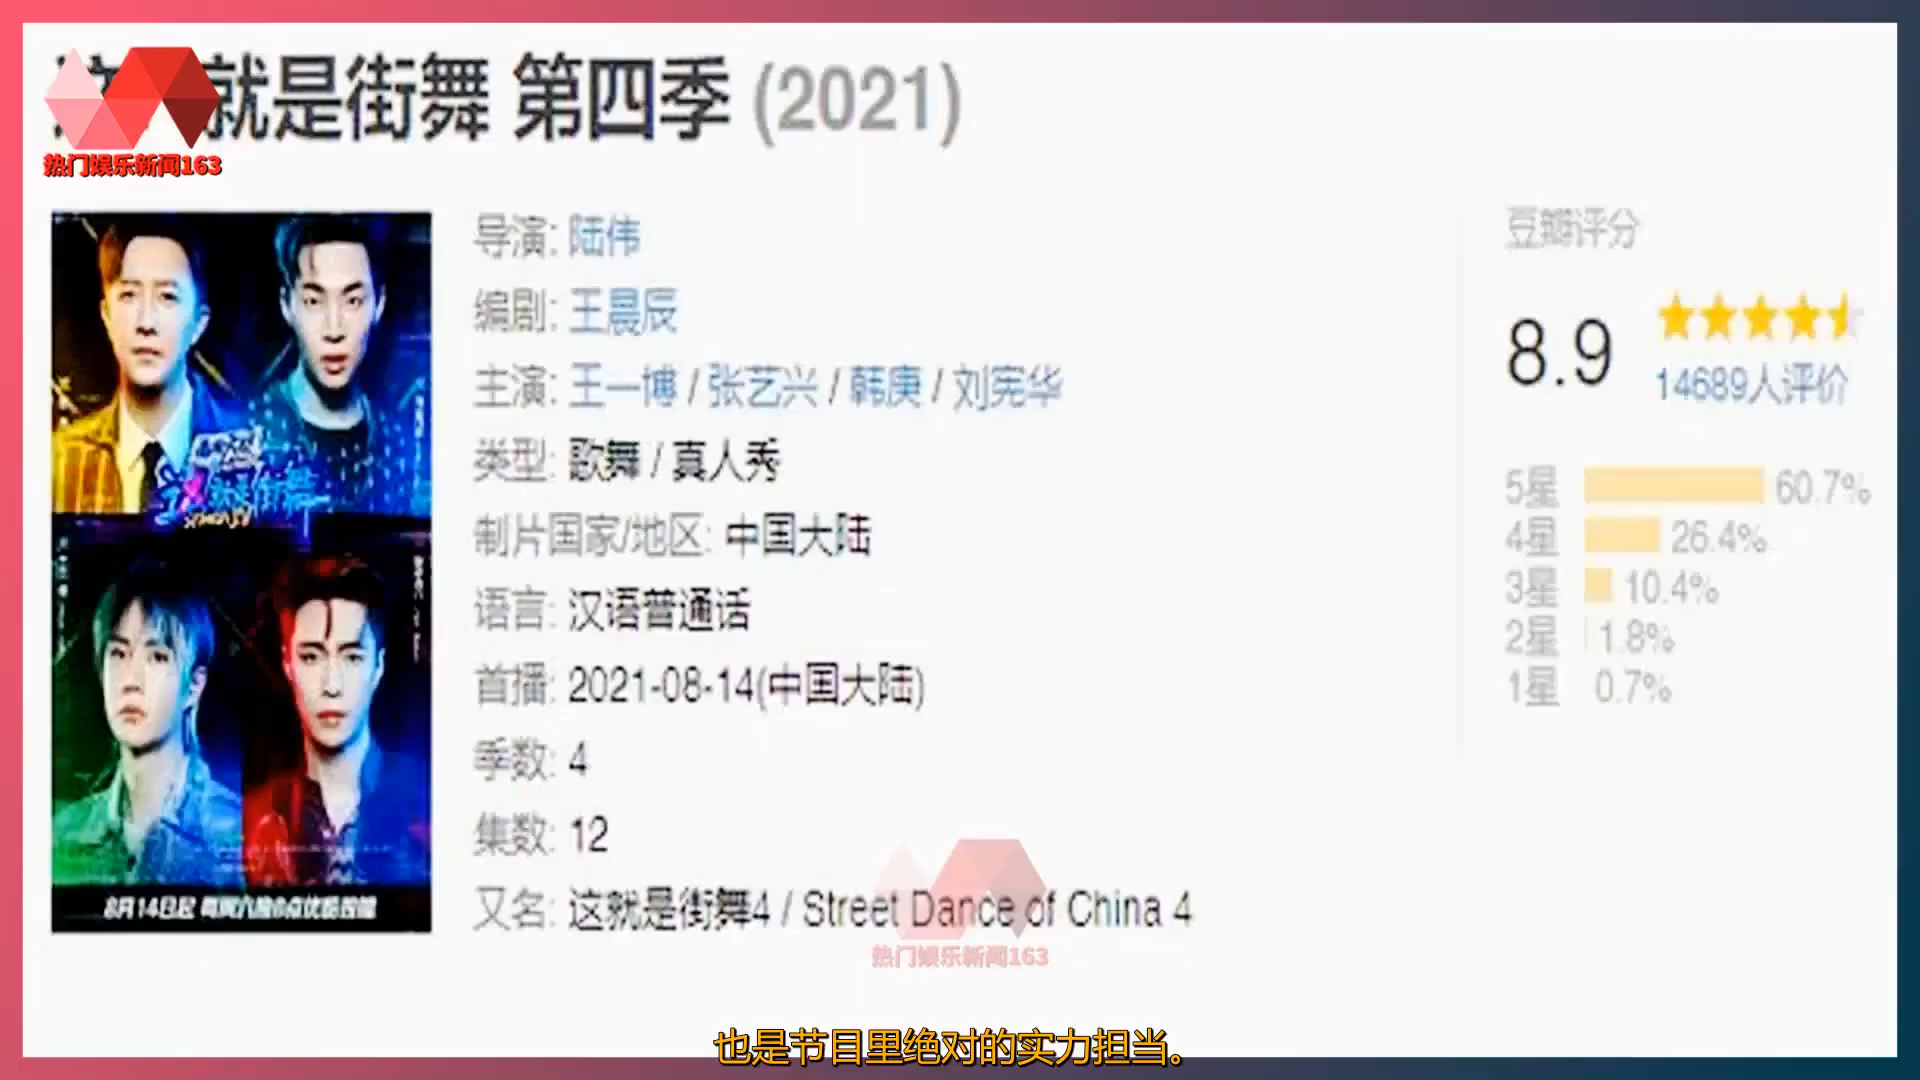 就是街舞 第四季 (2021)
热门娱乐新闻163
导演: 陆伟
编剧: 王晨辰
主演: 王一博 / 张艺兴 / 韩庚 / 刘宪华
类型: 歌舞 / 真人秀
制片国家/地区: 中国大陆
语言: 汉语普通话
首播: 2021-08-14(中国大陆)
季数: 4
集数: 12
又名: 这就是街舞4 / Street Dance of China 4
豆瓣评分
8.9
14689人评价
5星 60.7%
4星 26.4%
3星 10.4%
2星 1.8%
1星 0.7%
8月14日起
热门娱乐新闻163
也是节目里绝对的实力担当。